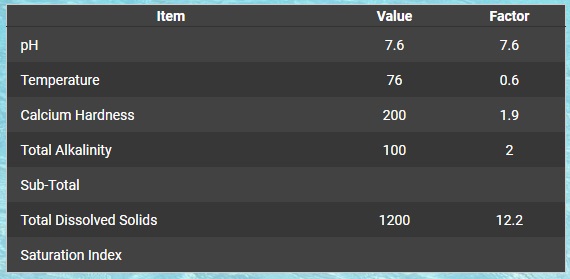 Item Value Factor
pH 7.6 7.6
Temperature 76 0.6
Calcium Hardness 200 1.9
Total Alkalinity 100 2
Sub-Total
Total Dissolved Solids 1200 12.2
Saturation Index